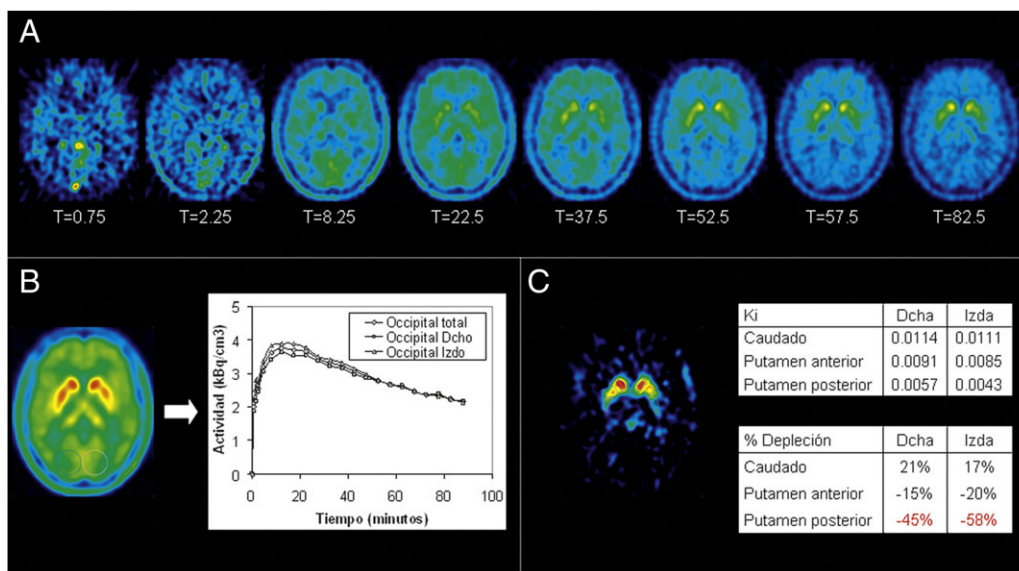 A
T=0.75 T=2.25 T=8.25 T=22.5 T=37.5 T=52.5 T=57.5 T=82.5
B
Actividad (kBq/cm3)
5
4
3
2
1
0
Occipital total
Occipital Dcho
Occipital Izdo
0 20 40 60 80 100
Tiempo (minutos)
C
Ki Dcha Izda
Caudado 0.0114 0.0111
Putamen anterior 0.0091 0.0085
Putamen posterior 0.0057 0.0043
% Depleción Dcha Izda
Caudado 21% 17%
Putamen anterior -15% -20%
Putamen posterior -45% -58%